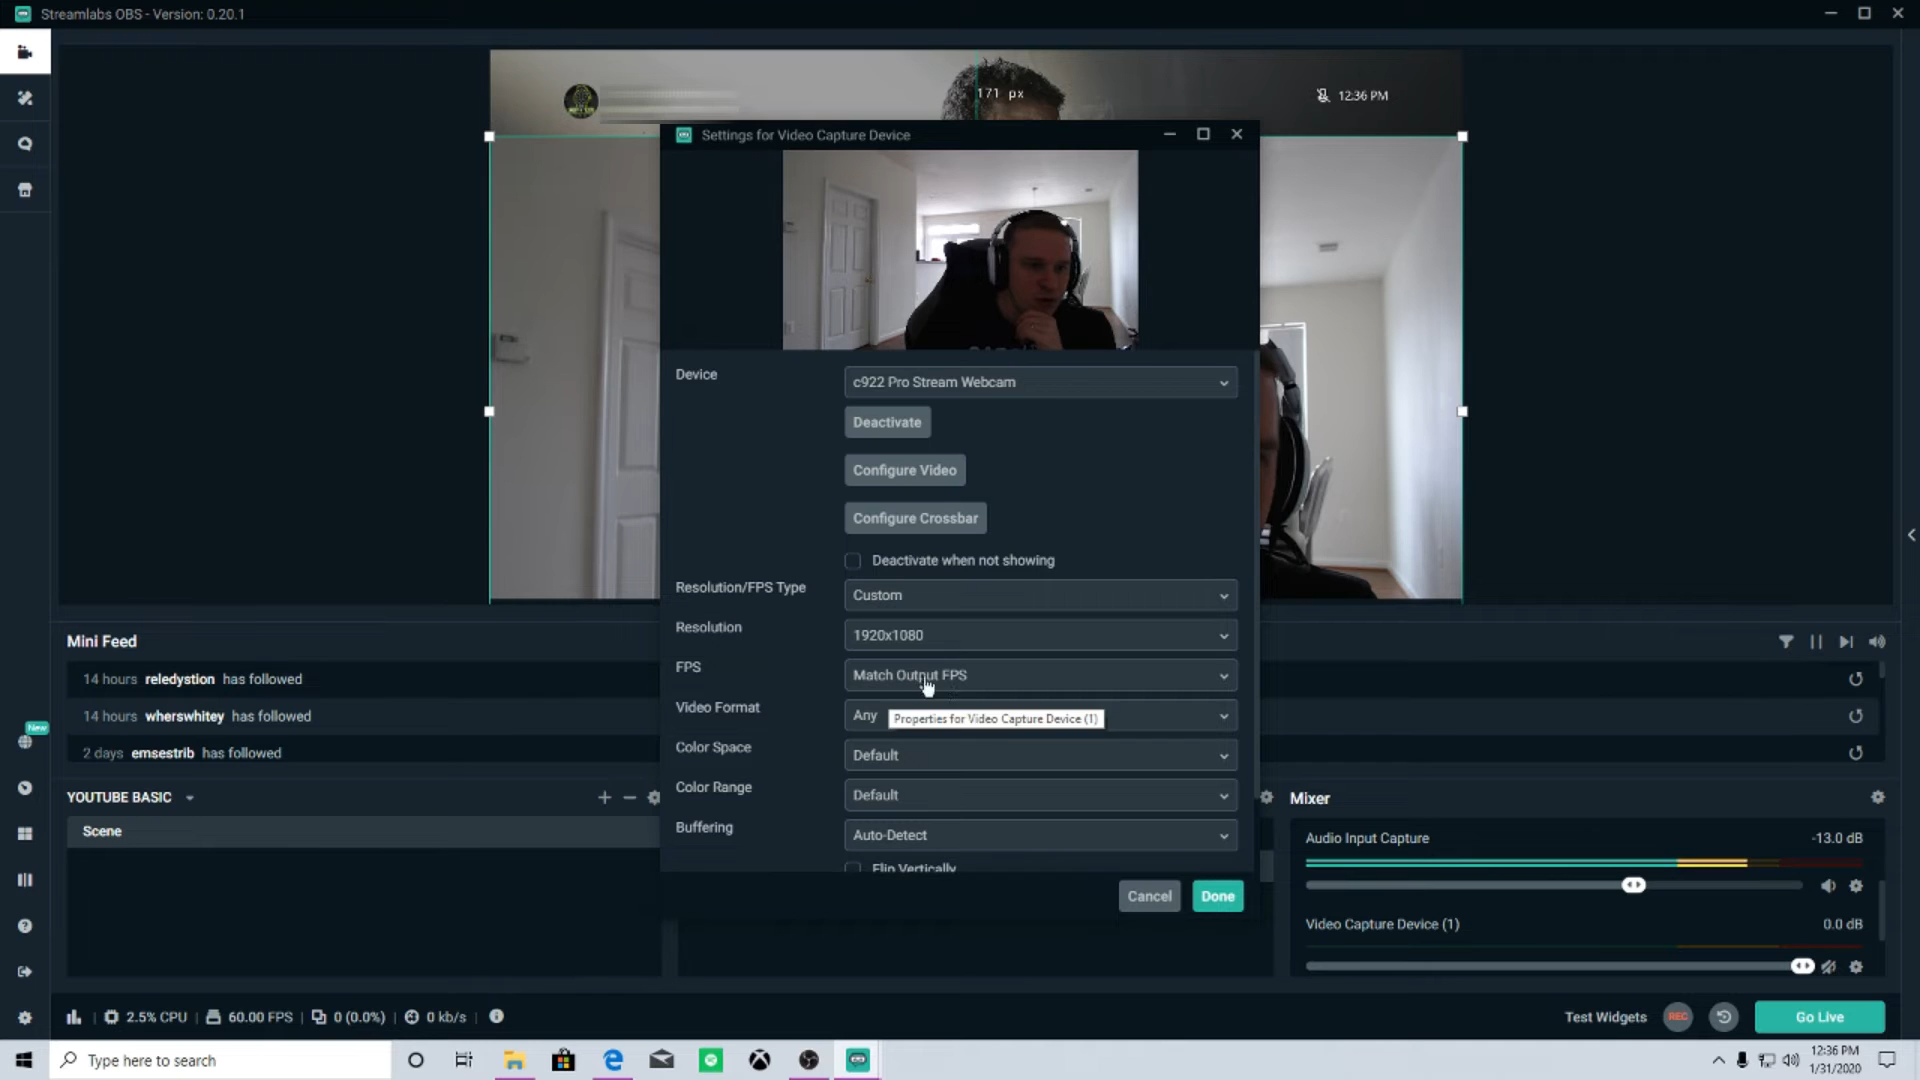 Streamlabs OBS - Version: 0.20.1
171 px
12:36 PM
Settings for Video Capture Device
Device
c922 Pro Stream Webcam
Deactivate
Configure Video
Configure Crossbar
Deactivate when not showing
Resolution/FPS Type
Custom
Resolution
1920x1080
FPS
Match Output FPS
Video Format
Any
Properties for Video Capture Device (1)
Color Space
Default
Color Range
Default
Buffering
Auto-Detect
Flip Vertically
Cancel
Done
Mini Feed
14 hours reledystion has followed
14 hours wherswhitey has followed
2 days emsestrib has followed
New
YOUTUBE BASIC
Scene
Mixer
Audio Input Capture
-13.0 dB
Video Capture Device (1)
0.0 dB
2.5% CPU
60.00 FPS
0 (0.0%)
0 kb/s
Test Widgets
REC
Go Live
Type here to search
12:36 PM
1/31/2020